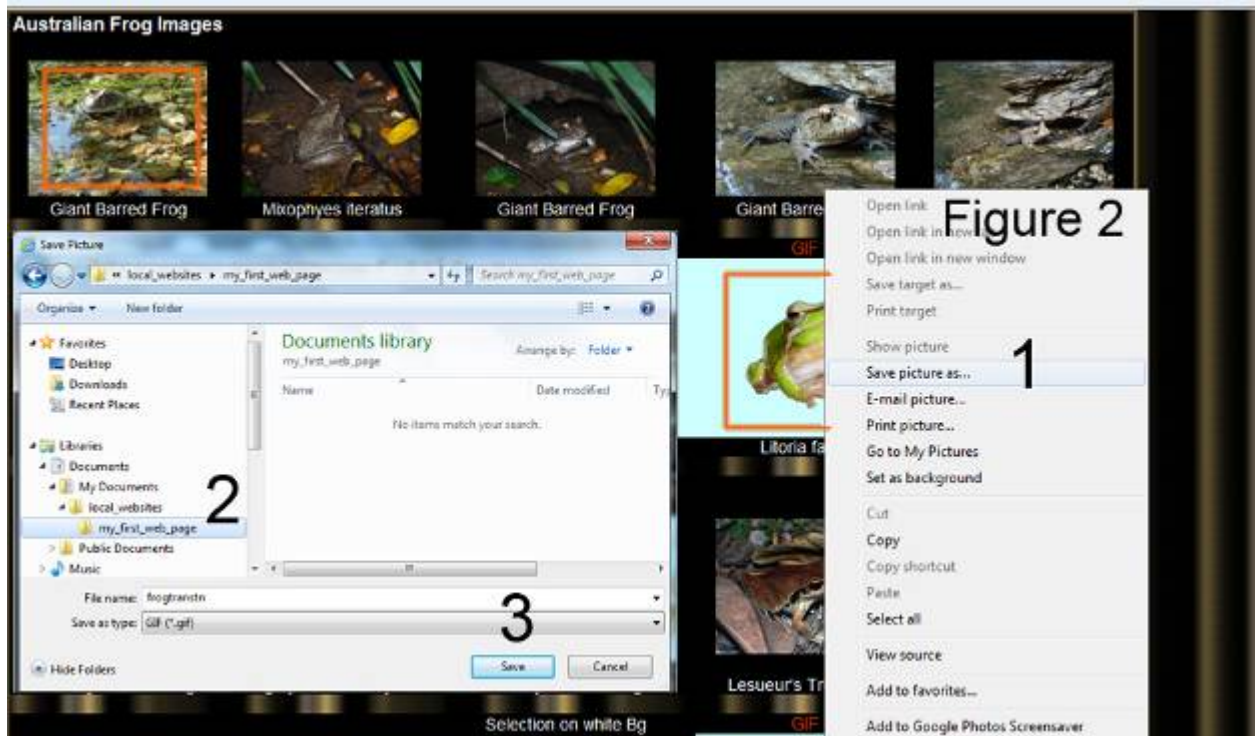 Australian Frog Images
Giant Barred Frog
Mixophyes iteratus
Giant Barred Frog
Giant Barre
GIF
Litoria fa
Lesueur's Tr
Selection on white Bg
GIF
Save Picture
local_websites
my_first_web_page
Search my_first_web_page
Organize
New folder
Favorites
Desktop
Downloads
Recent Places
Libraries
Documents
My Documents
local_websites
my_first_web_page
Public Documents
Music
2
Documents library
my_first_web_page
Arrange by: Folder
Name Date modified Typ
No items match your search.
File name: frogtranstn
Save as type: GIF (*.gif)
3
Hide Folders
Save
Cancel
Figure 2
Open link
Open link in new
Open link in new window
Save target as...
Print target
Show picture
Save picture as...
1
E-mail picture...
Print picture...
Go to My Pictures
Set as background
Cut
Copy
Copy shortcut
Paste
Select all
View source
Add to favorites...
Add to Google Photos Screensaver